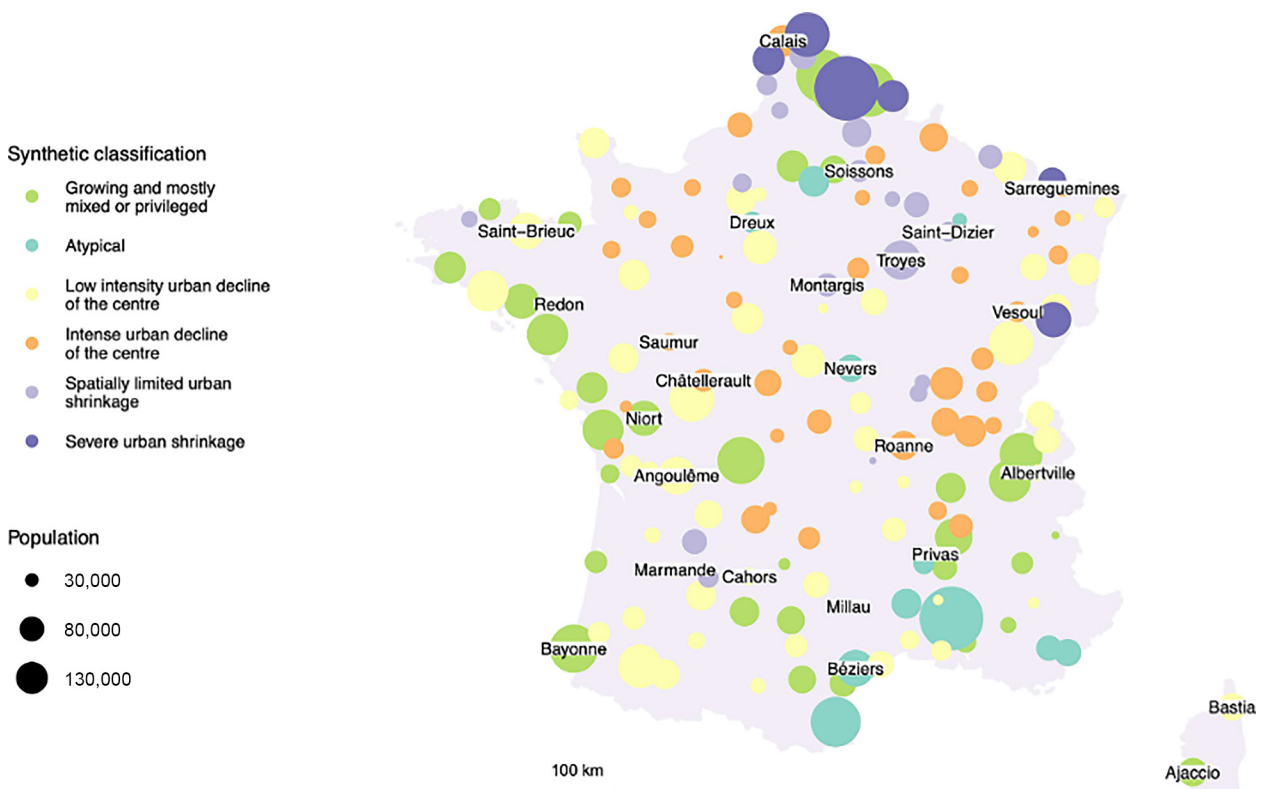 Synthetic classification
Growing and mostly
mixed or privileged
Atypical
Low intensity urban decline
of the centre
Intense urban decline
of the centre
Spatially limited urban
shrinkage
Severe urban shrinkage
Population
30,000
80,000
130,000
Calais
Soissons
Sarreguemines
Dreux
Saint-Brieuc
Saint-Dizier
Troyes
Montargis
Redon
Vesoul
Saumur
Nevers
Châtellerault
Niort
Roanne
Angoulême
Albertville
Privas
Marmande
Cahors
Millau
Bayonne
Béziers
Bastia
100 km
Ajaccio